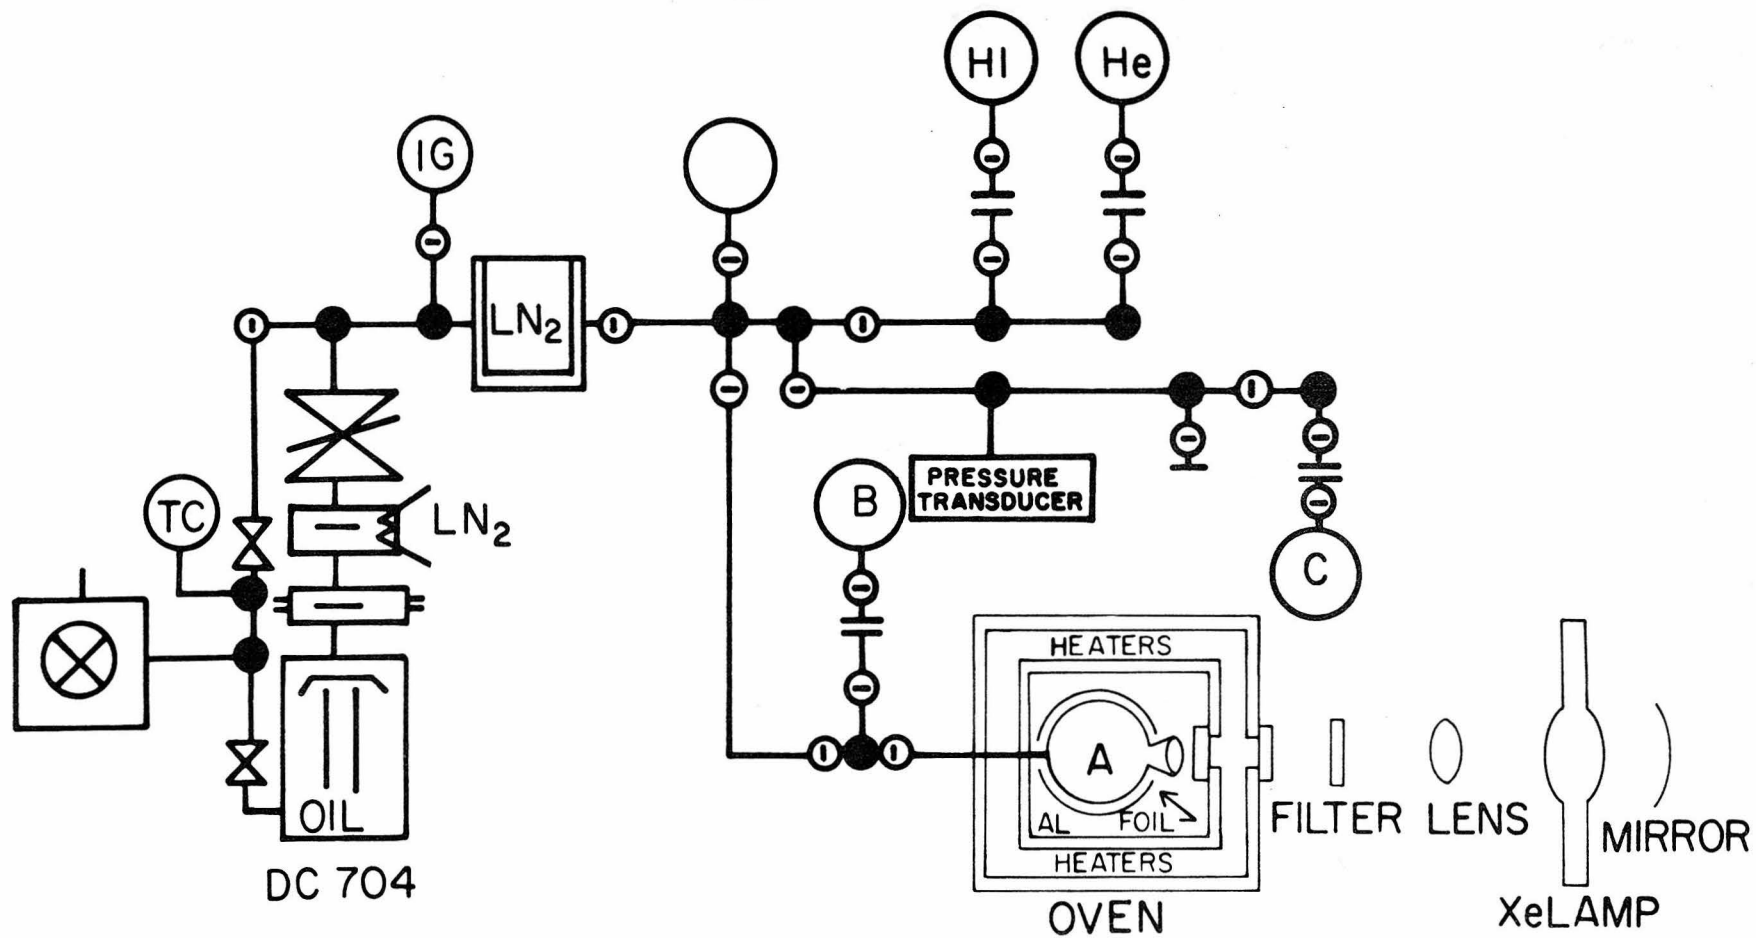 HI
He
IG
LN2
TC
LN2
B
PRESSURE
TRANSDUCER
C
HEATERS
A
AL
FOIL
HEATERS
OVEN
FILTER
LENS
MIRROR
XeLAMP
OIL
DC 704